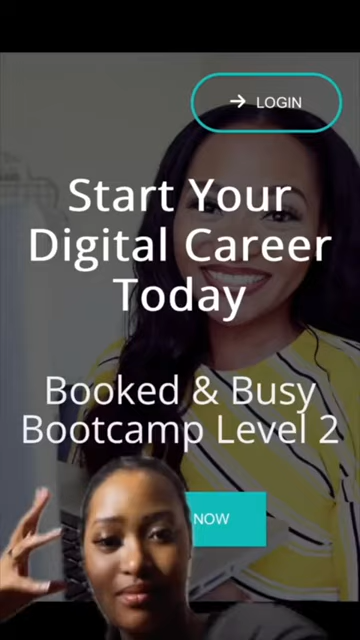 LOGIN
Start Your
Digital Career
Today
Booked & Busy
Bootcamp Level 2
NOW